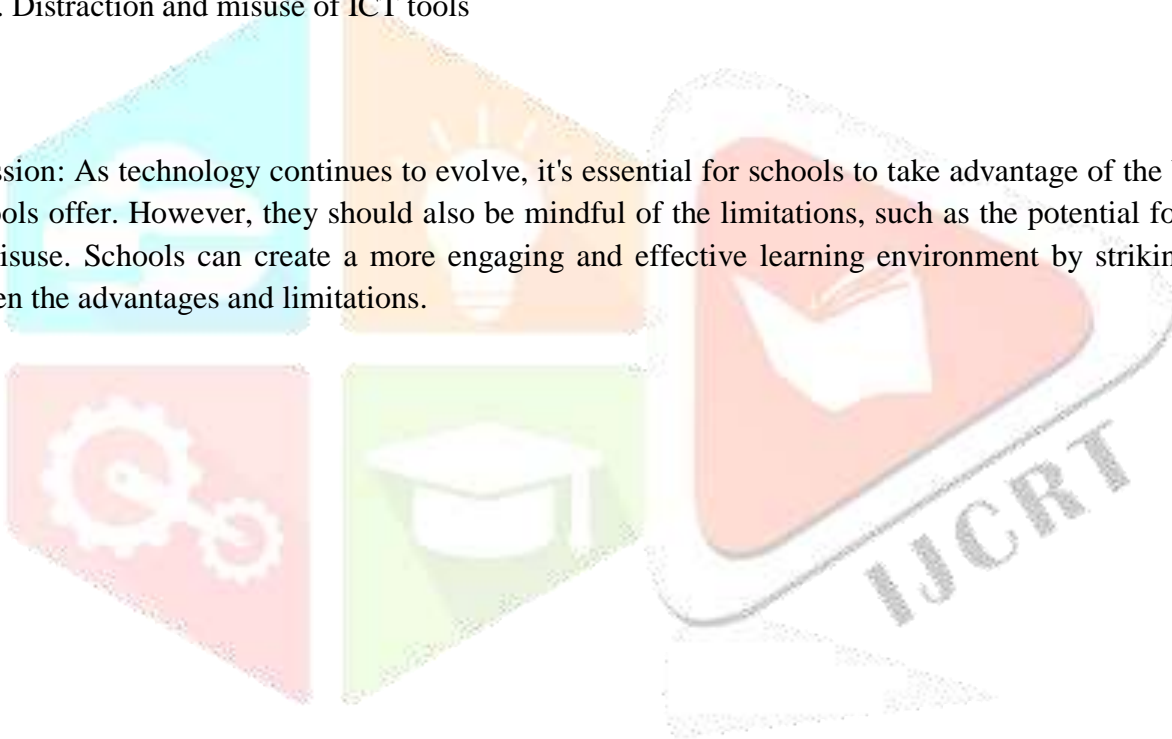 . Distraction and misuse of ICT tools
ssion: As technology continues to evolve, it's essential for schools to take advantage of the
ols offer. However, they should also be mindful of the limitations, such as the potential fo
isuse. Schools can create a more engaging and effective learning environment by strikin
en the advantages and limitations.
IJCRT